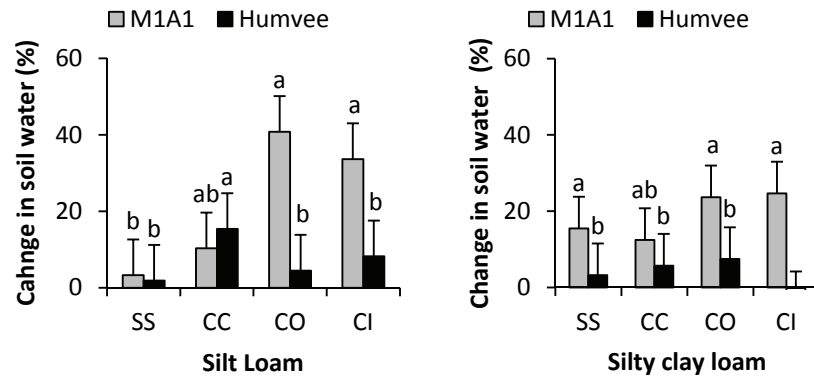 M1A1 Humvee
Cahnge in soil water (%)
60
40
20
0
b b ab a a b a b
SS CC CO CI
Silt Loam
M1A1 Humvee
Change in soil water (%)
60
40
20
0
a b ab b a b a
SS CC CO CI
Silty clay loam